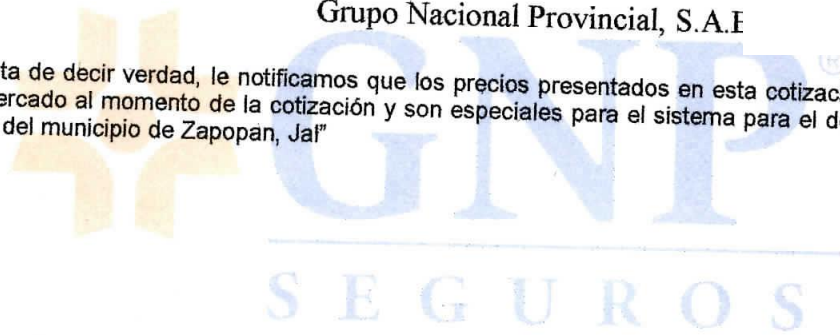 Grupo Nacional Provincial, S.A.B
ta de decir verdad, le notificamos que los precios presentados en esta cotizac
ercado al momento de la cotización y son especiales para el sistema para el d
del municipio de Zapopan, Jal"
GNP®
SEGUROS